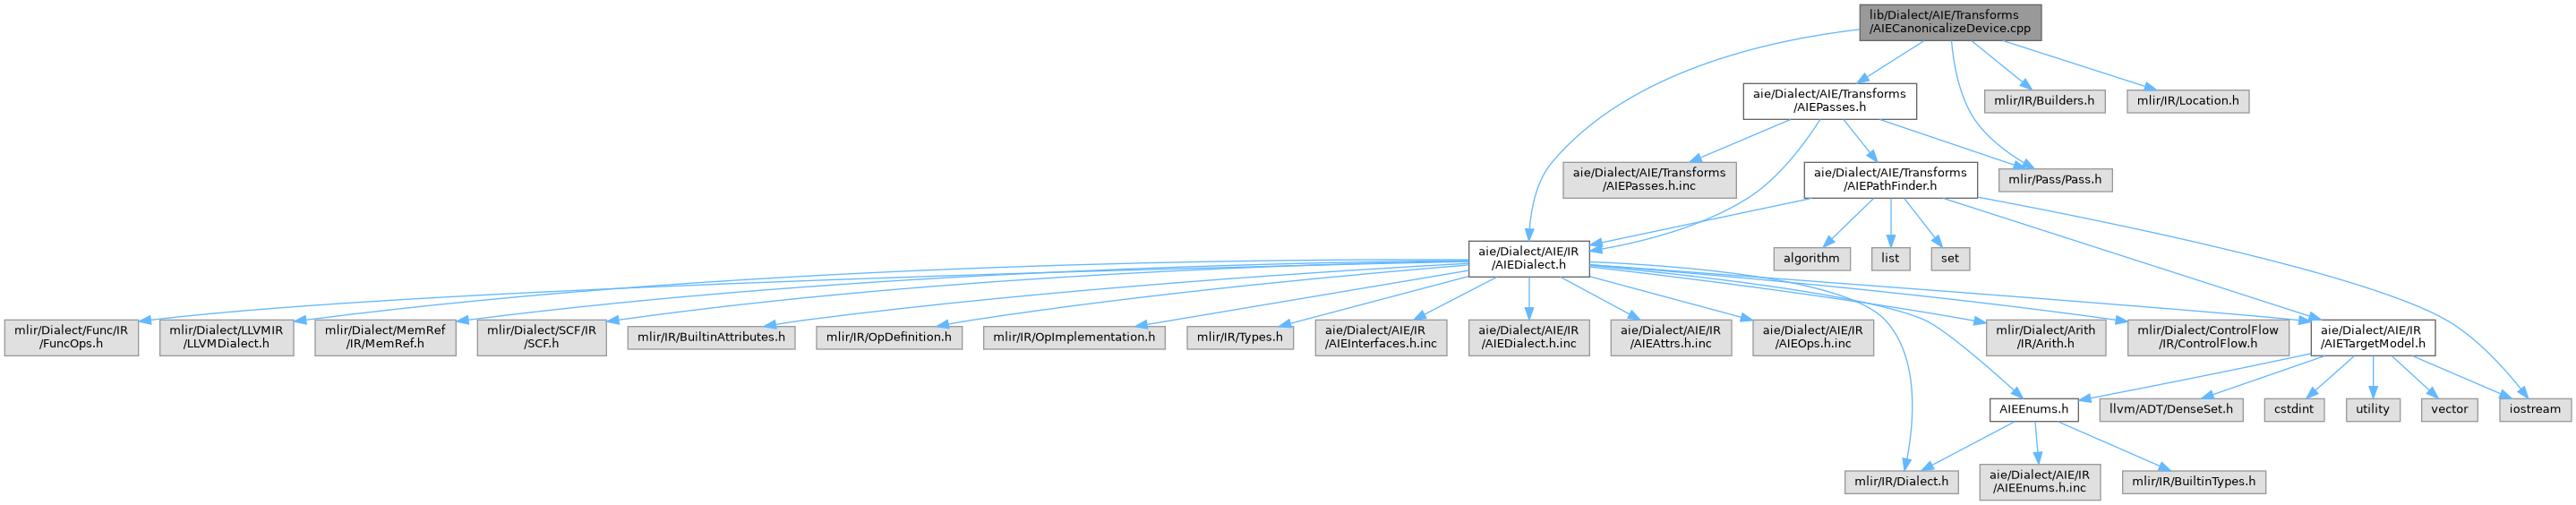 lib/Dialect/AIE/Transforms
/AIECanonicalizeDevice.cpp
aie/Dialect/AIE/Transforms
/AIEPasses.h
mlir/IR/Builders.h
mlir/IR/Location.h
aie/Dialect/AIE/Transforms
/AIEPasses.h.inc
aie/Dialect/AIE/Transforms
/AIEPathFinder.h
mlir/Pass/Pass.h
aie/Dialect/AIE/IR
/AIEDialect.h
algorithm
list
set
mlir/Dialect/Func/IR
/FuncOps.h
mlir/Dialect/LLVMIR
/LLVMDialect.h
mlir/Dialect/MemRef
/IR/MemRef.h
mlir/Dialect/SCF/IR
/SCF.h
mlir/IR/BuiltinAttributes.h
mlir/IR/OpDefinition.h
mlir/IR/OpImplementation.h
mlir/IR/Types.h
aie/Dialect/AIE/IR
/AIEInterfaces.h.inc
aie/Dialect/AIE/IR
/AIEDialect.h.inc
aie/Dialect/AIE/IR
/AIEAttrs.h.inc
aie/Dialect/AIE/IR
/AIEOps.h.inc
mlir/Dialect/Arith
/IR/Arith.h
mlir/Dialect/ControlFlow
/IR/ControlFlow.h
aie/Dialect/AIE/IR
/AIETargetModel.h
AIEEnums.h
llvm/ADT/DenseSet.h
cstdint
utility
vector
iostream
mlir/IR/Dialect.h
aie/Dialect/AIE/IR
/AIEEnums.h.inc
mlir/IR/BuiltinTypes.h